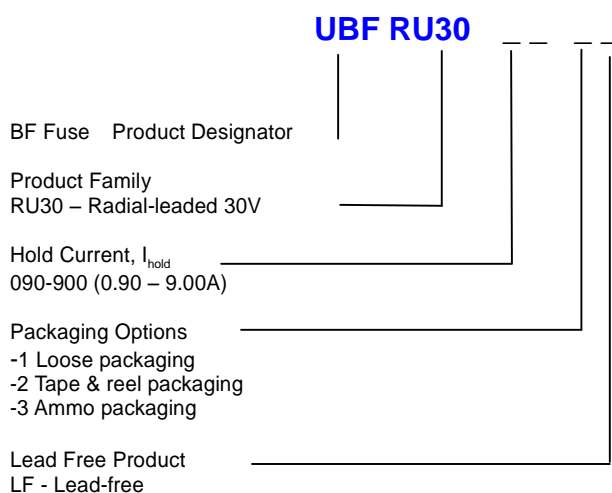 UBF RU30 _ _ _ _
BF Fuse Product Designator
Product Family
RU30 – Radial-leaded 30V
Hold Current, Ihold
090-900 (0.90 – 9.00A)
Packaging Options
-1 Loose packaging
-2 Tape & reel packaging
-3 Ammo packaging
Lead Free Product
LF - Lead-free